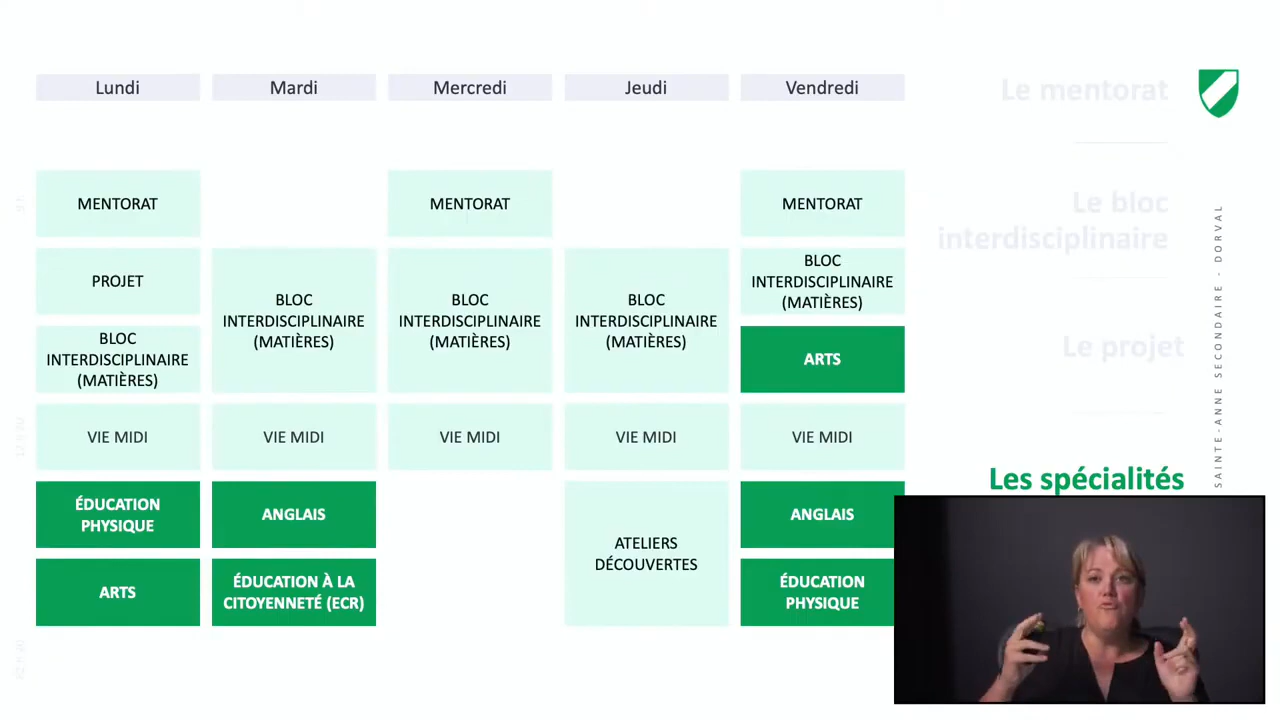 Lundi
Mardi
Mercredi
Jeudi
Vendredi
MENTORAT
MENTORAT
MENTORAT
PROJET
BLOC
INTERDISCIPLINAIRE
(MATIÈRES)
BLOC
INTERDISCIPLINAIRE
(MATIÈRES)
BLOC
INTERDISCIPLINAIRE
(MATIÈRES)
BLOC
INTERDISCIPLINAIRE
(MATIÈRES)
BLOC
INTERDISCIPLINAIRE
(MATIÈRES)
ARTS
VIE MIDI
VIE MIDI
VIE MIDI
VIE MIDI
VIE MIDI
ÉDUCATION
PHYSIQUE
ANGLAIS
ATELIERS
DÉCOUVERTES
ANGLAIS
ARTS
ÉDUCATION À LA
CITOYENNETÉ (ECR)
ÉDUCATION
PHYSIQUE
Le mentorat
Le bloc
interdisciplinaire
Le projet
Les spécialités
SAINTE-ANNE SECONDAIRE - DORVAL